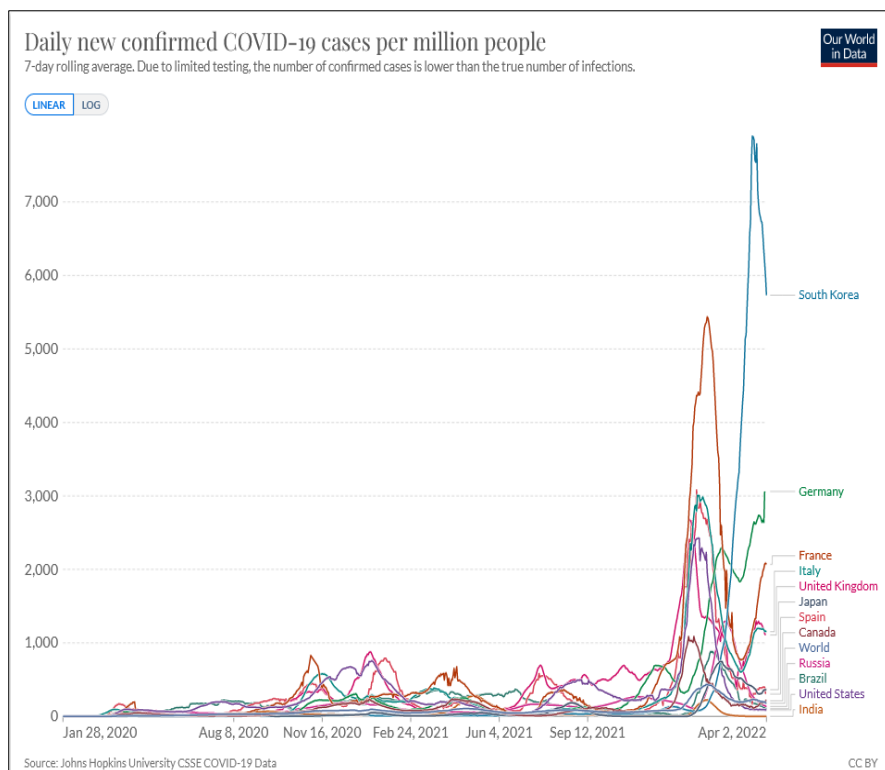 Daily new confirmed COVID-19 cases per million people
Our World
in Data
7-day rolling average. Due to limited testing, the number of confirmed cases is lower than the true number of infections.
LINEAR LOG
7,000
6,000
South Korea
5,000
4,000
3,000
Germany
France
2,000
Italy
United Kingdom
Japan
Spain
1,000
Canada
World
Russia
Brazil
United States
India
0
Jan 28, 2020 Aug 8, 2020 Nov 16, 2020 Feb 24, 2021 Jun 4, 2021 Sep 12, 2021 Apr 2, 2022
Source: Johns Hopkins University CSSE COVID-19 Data CC BY